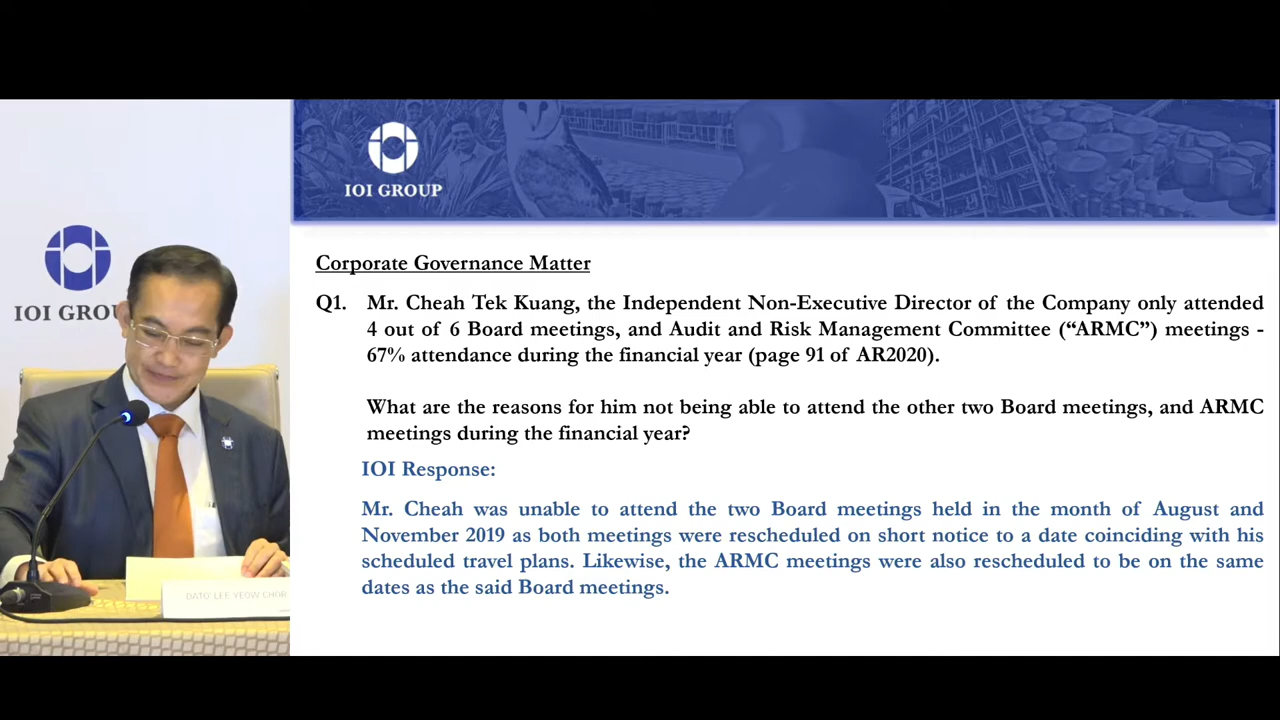 IOI GROUP
IOI GROU
DATO' LEE YEOW CHOR
Corporate Governance Matter
Q1. Mr. Cheah Tek Kuang, the Independent Non-Executive Director of the Company only attended
4 out of 6 Board meetings, and Audit and Risk Management Committee (“ARMC”) meetings -
67% attendance during the financial year (page 91 of AR2020).
What are the reasons for him not being able to attend the other two Board meetings, and ARMC
meetings during the financial year?
IOI Response:
Mr. Cheah was unable to attend the two Board meetings held in the month of August and
November 2019 as both meetings were rescheduled on short notice to a date coinciding with his
scheduled travel plans. Likewise, the ARMC meetings were also rescheduled to be on the same
dates as the said Board meetings.